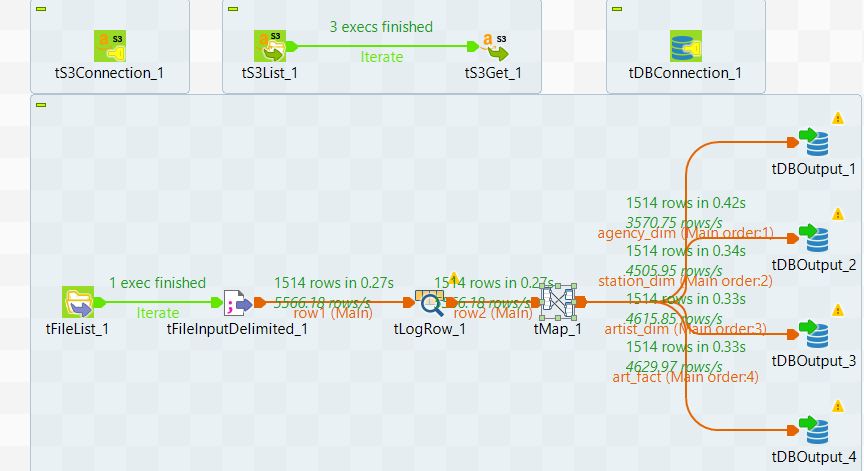 3 execs finished
a S3
a S3
a S3
Iterate
tS3Connection_1
tS3List_1
tS3Get_1
tDBConnection_1
tDBOutput_1
1514 rows in 0.42s
3570.75 rows/s
agency_dim (Main order:1)
1514 rows in 0.34s
4505.95 rows/s
tDBOutput_2
1 exec finished
1514 rows in 0.27s
1514 rows in 0.27s
station_dim (Main order:2)
5566.18 rows/s
5566.18 rows/s
1514 rows in 0.33s
Iterate
row1 (Main)
row2 (Main)
4615.85 rows/s
tFileList_1
tFileInputDelimited_1
tLogRow_1
tMap_1
artist_dim (Main order:3)
1514 rows in 0.33s
tDBOutput_3
4629.97 rows/s
art_fact (Main order:4)
tDBOutput_4